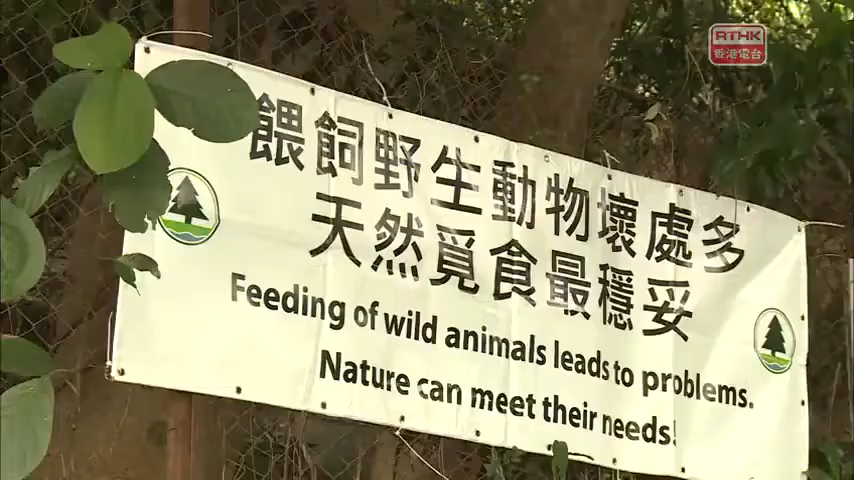 RTHK
香港電台
餵飼野生動物壞處多
天然覓食最穩妥
Feeding of wild animals leads to problems.
Nature can meet their needs!